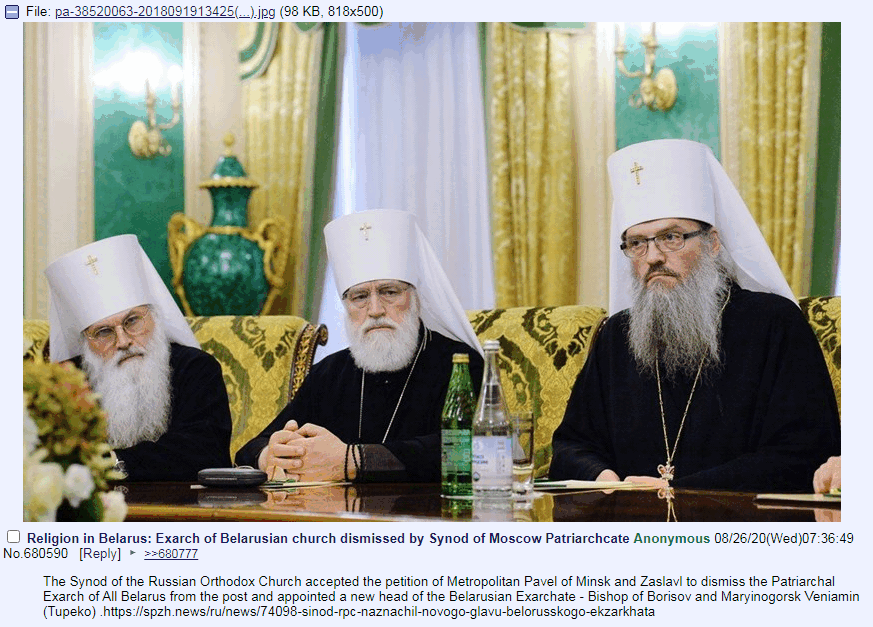 File: pa-38520063-2018091913425(...).jpg (98 KB, 818x500)
Religion in Belarus: Exarch of Belarusian church dismissed by Synod of Moscow Patriarchcate Anonymous 08/26/20(Wed)07:36:49
No.680590 [Reply] ► >>680777
The Synod of the Russian Orthodox Church accepted the petition of Metropolitan Pavel of Minsk and Zaslavl to dismiss the Patriarchal
Exarch of All Belarus from the post and appointed a new head of the Belarusian Exarchate - Bishop of Borisov and Maryinogorsk Veniamin
(Tupeko) .https://spzh.news/ru/news/74098-sinod-rpc-naznachil-novogo-glavu-belorusskogo-ekzarkhata